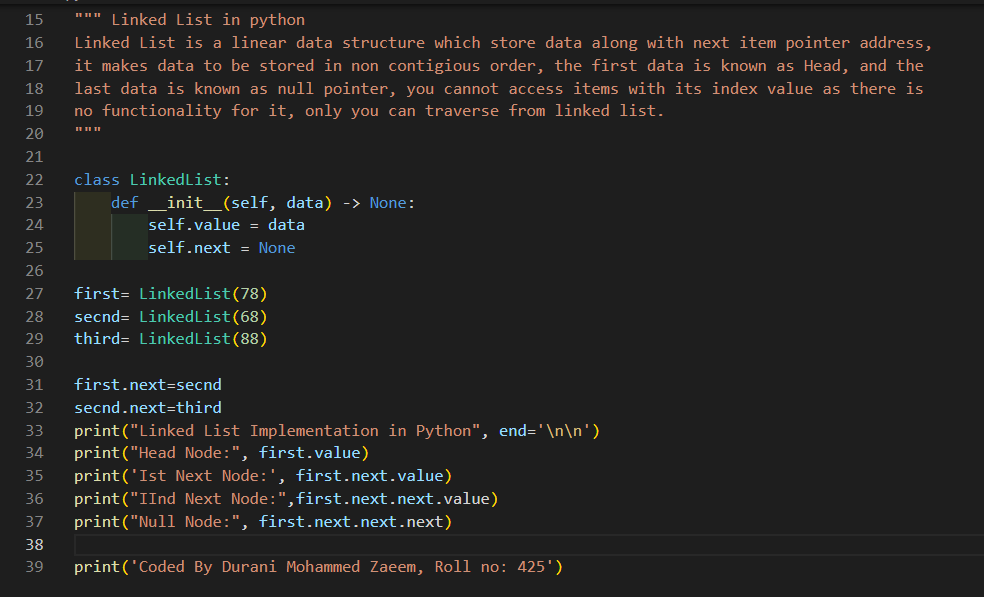 15 """ Linked List in python
16 Linked List is a linear data structure which store data along with next item pointer address,
17 it makes data to be stored in non contigious order, the first data is known as Head, and the
18 last data is known as null pointer, you cannot access items with its index value as there is
19 no functionality for it, only you can traverse from linked list.
20 """
21
22 class LinkedList:
23     def __init__(self, data) -> None:
24         self.value = data
25         self.next = None
26
27 first= LinkedList(78)
28 secnd= LinkedList(68)
29 third= LinkedList(88)
30
31 first.next=secnd
32 secnd.next=third
33 print("Linked List Implementation in Python", end='\n\n')
34 print("Head Node:", first.value)
35 print('Ist Next Node:', first.next.value)
36 print("IInd Next Node:",first.next.next.value)
37 print("Null Node:", first.next.next.next)
38
39 print('Coded By Durani Mohammed Zaeem, Roll no: 425')